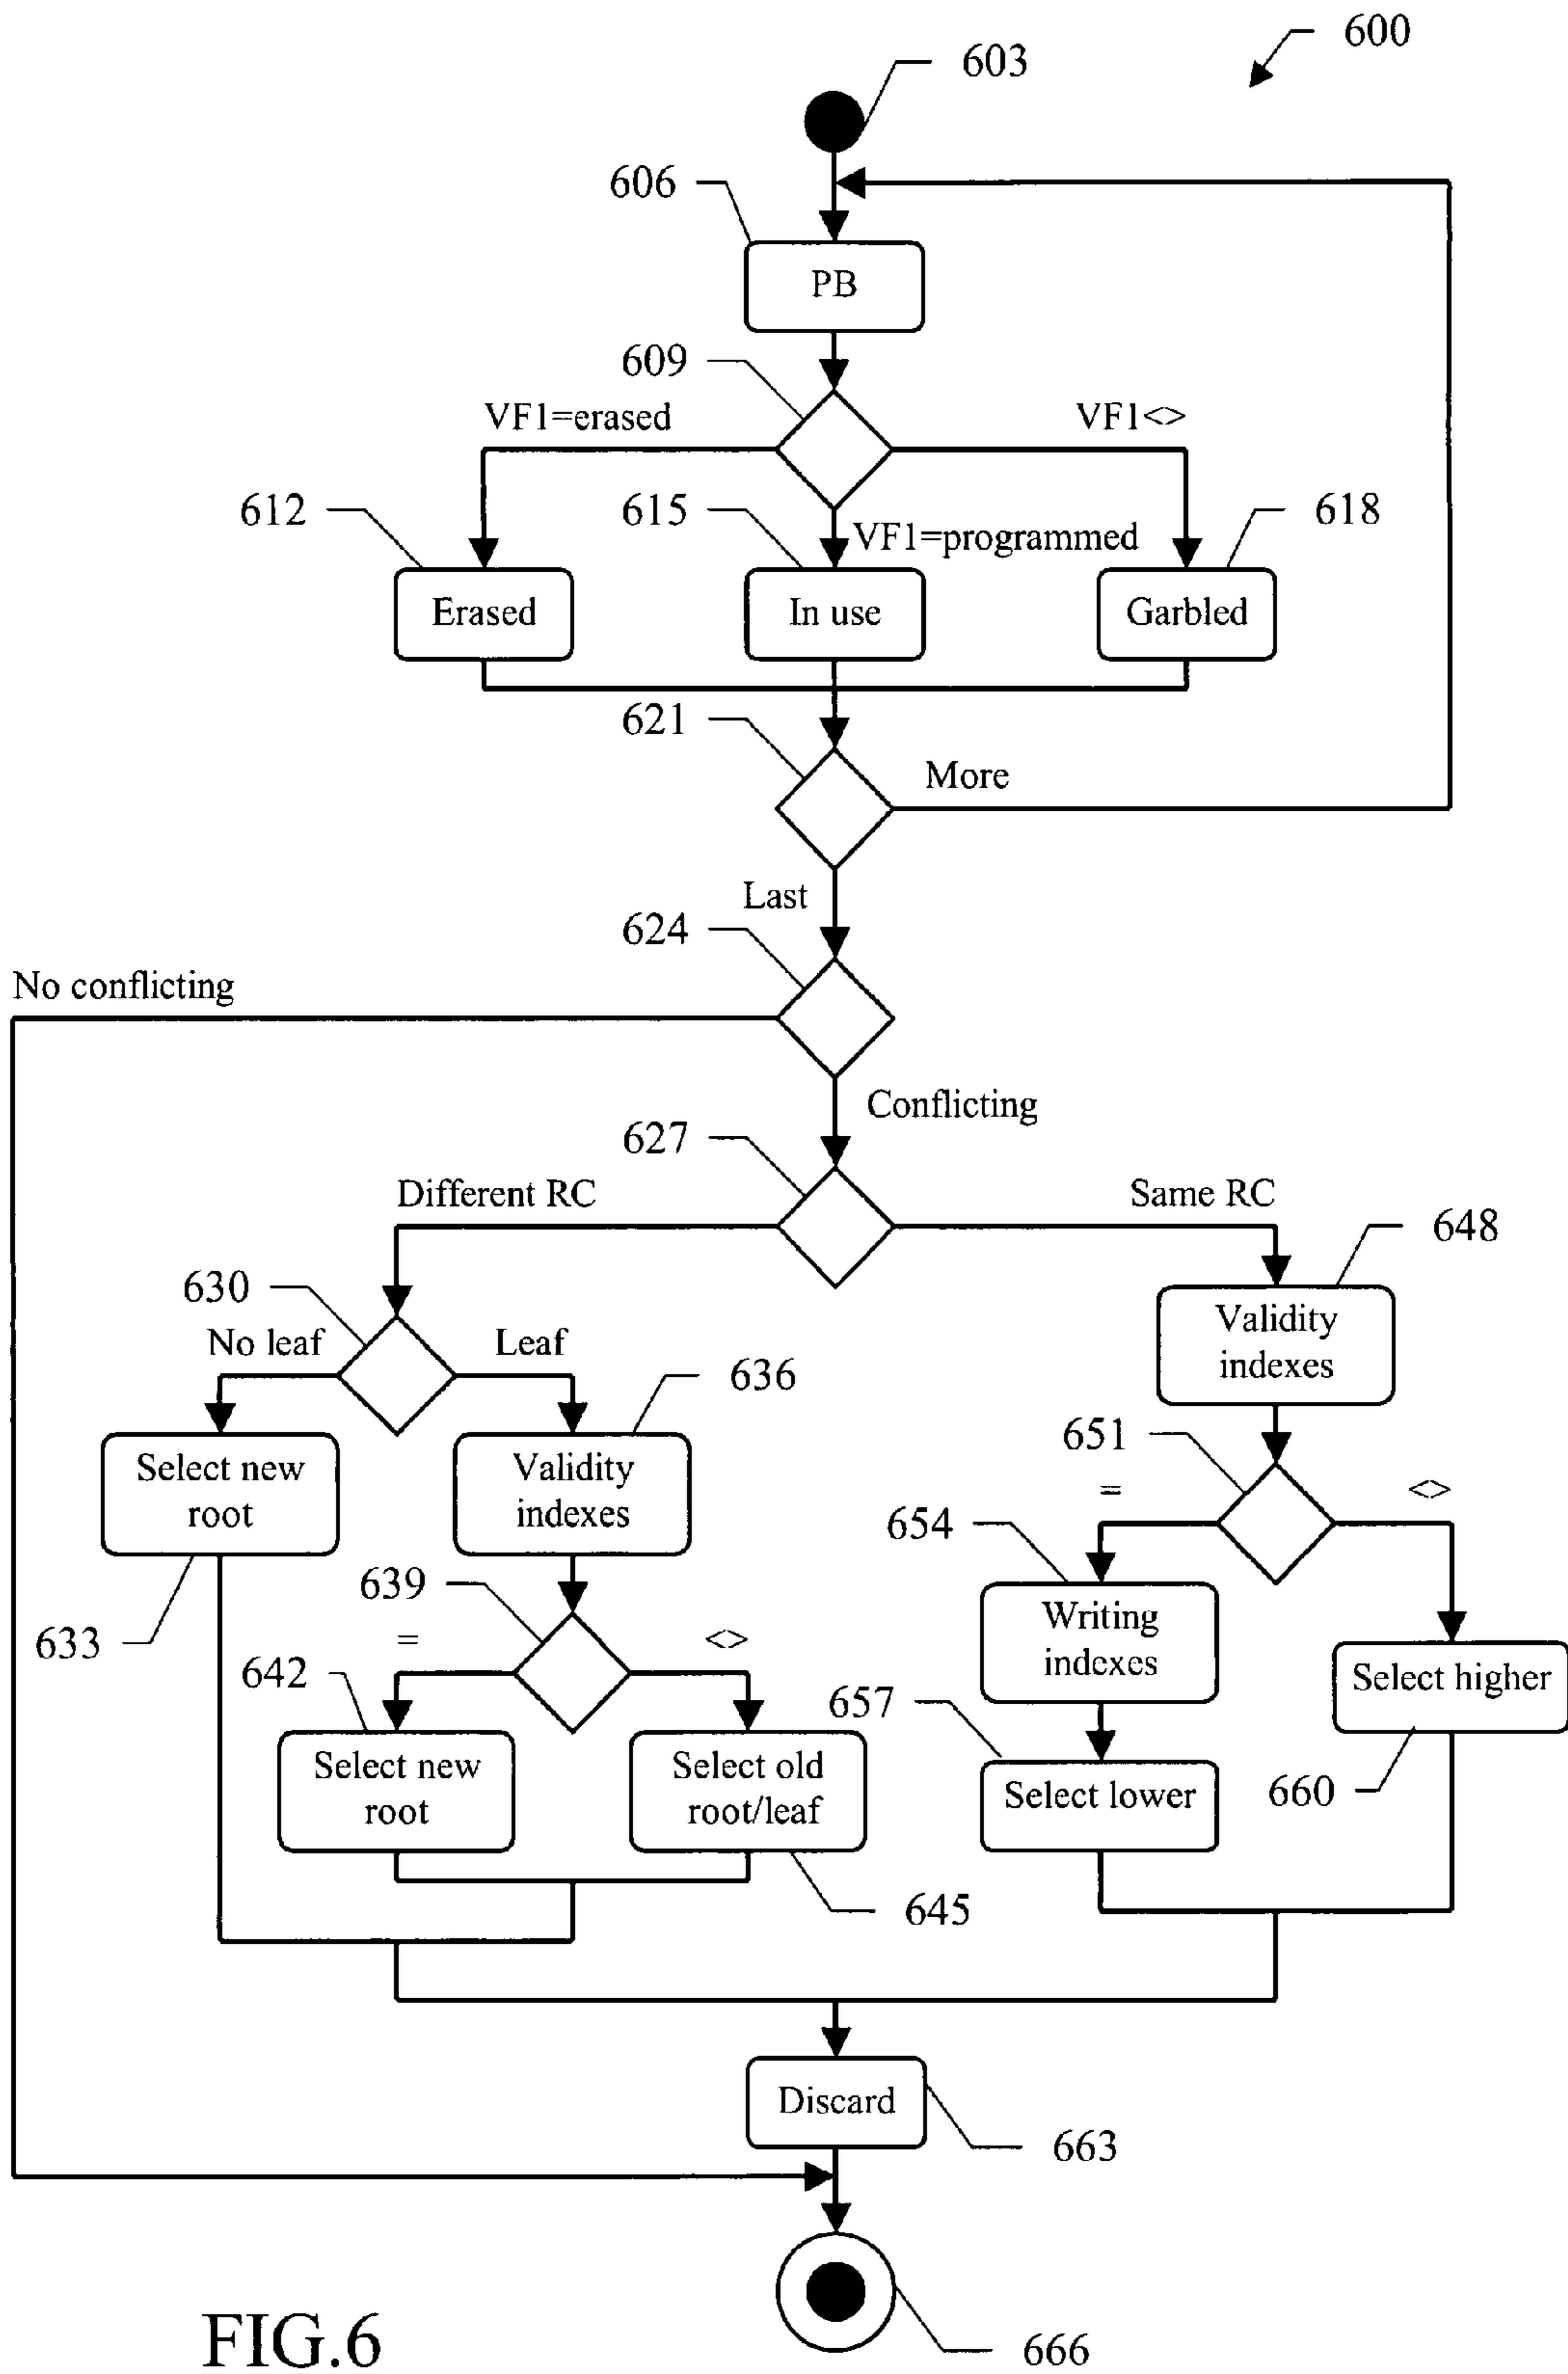 600
603
606
PB
609
VF1=erased
VF1<>
612
615
VF1=programmed
618
Erased
In use
Garbled
621
More
Last
624
No conflicting
Conflicting
627
Different RC
Same RC
648
630
No leaf
Leaf
Validity
indexes
636
651
Select new
root
Validity
indexes
=
<>
654
639
633
=
<>
Writing
indexes
642
Select higher
657
Select new
root
Select old
root/leaf
Select lower
660
645
Discard
663
FIG.6
666